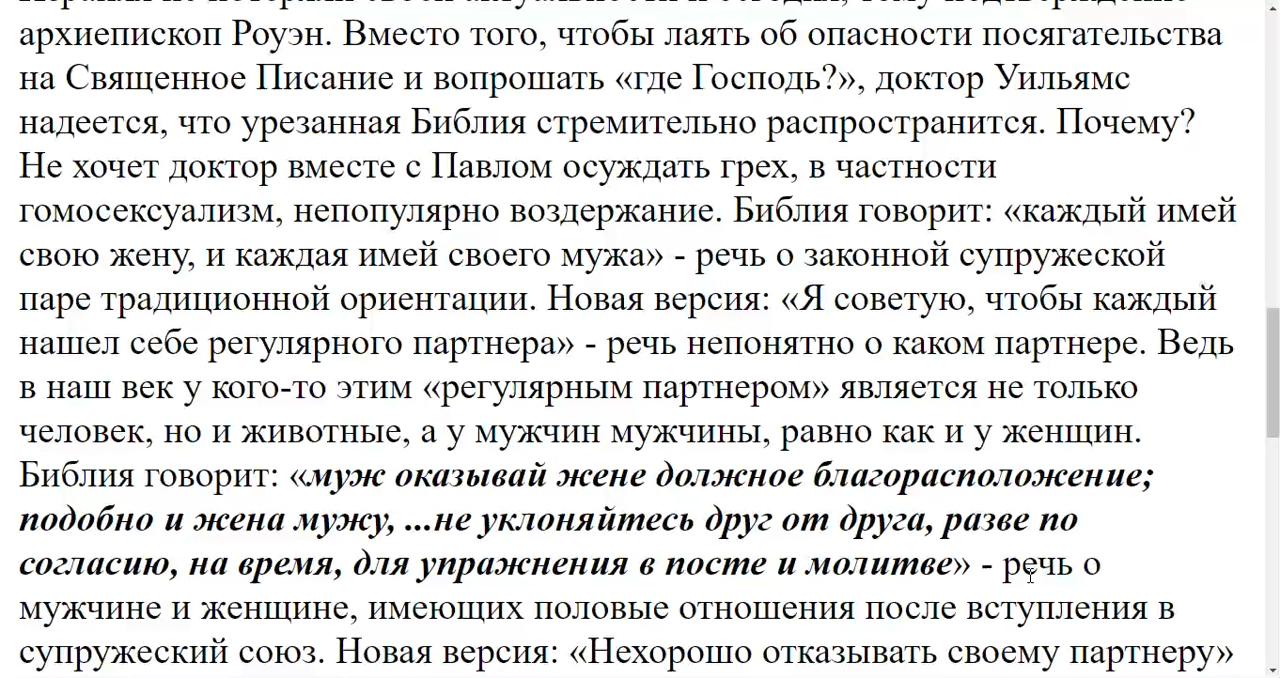 архиепископ Роуэн. Вместо того, чтобы лаять об опасности посягательства
на Священное Писание и вопрошать «где Господь?», доктор Уильямс
надеется, что урезанная Библия стремительно распространится. Почему?
Не хочет доктор вместе с Павлом осуждать грех, в частности
гомосексуализм, непопулярно воздержание. Библия говорит: «каждый имей
свою жену, и каждая имей своего мужа» - речь о законной супружеской
паре традиционной ориентации. Новая версия: «Я советую, чтобы каждый
нашел себе регулярного партнера» - речь непонятно о каком партнере. Ведь
в наш век у кого-то этим «регулярным партнером» является не только
человек, но и животные, а у мужчин мужчины, равно как и у женщин.
Библия говорит: «муж оказывай жене должное благорасположение;
подобно и жена мужу, ...не уклоняйтесь друг от друга, разве по
согласию, на время, для упражнения в посте и молитве» - речь о
мужчине и женщине, имеющих половые отношения после вступления в
супружеский союз. Новая версия: «Нехорошо отказывать своему партнеру»